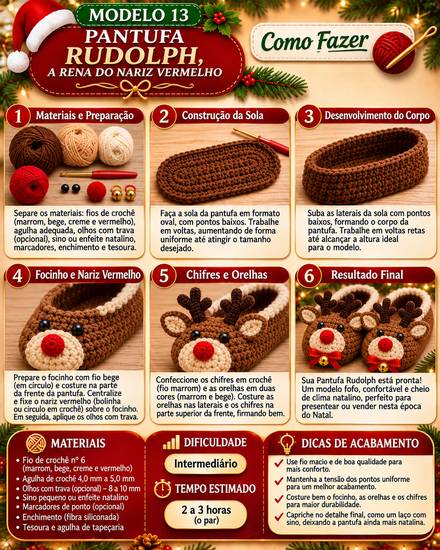 MODELO 13
PANTUFA
RUDOLPH,
A RENA DO NARIZ VERMELHO
Como Fazer
1 Materiais e Preparação
Separe os materiais: fios de crochê
(marrom, bege, creme e vermelho),
agulha adequada, olhos com trava
(opcional), sino ou enfeite natalino,
marcadores, enchimento e tesoura.
2 Construção da Sola
Faça a sola da pantufa em formato
oval, com pontos baixos. Trabalhe
em voltas, aumentando de forma
uniforme até atingir o tamanho
desejado.
3 Desenvolvimento do Corpo
Suba as laterais da sola com pontos
baixos, formando o corpo da
pantufa. Trabalhe em voltas retas
até alcançar a altura ideal
para o modelo.
4 Focinho e Nariz Vermelho
Prepare o focinho com fio bege
(em círculo) e costure na parte
da frente da pantufa. Centralize
e fixe o nariz vermelho (bolinha
ou círculo em crochê) sobre o focinho.
Em seguida, aplique os olhos com trava.
5 Chifres e Orelhas
Confeccione os chifres em crochê
(fio marrom) e as orelhas em duas
cores (marrom e bege). Costure as
orelhas nas laterais e os chifres na
parte superior da frente, firmando bem.
6 Resultado Final
Sua Pantufa Rudolph está pronta!
Um modelo fofo, confortável e cheio
de clima natalino, perfeito para
presentear ou vender nesta época
do Natal.
MATERIAIS
• Fio de crochê nº 6
(marrom, bege, creme e vermelho)
• Agulha de crochê 4,0 mm a 5,0 mm
• Olhos com trava (opcional) – 8 a 10 mm
• Sino pequeno ou enfeite natalino
• Marcadores de ponto (opcional)
• Enchimento (fibra siliconada)
• Tesoura e agulha de tapeçaria
DIFICULDADE
Intermediário
TEMPO ESTIMADO
2 a 3 horas
(o par)
DICAS DE ACABAMENTO
Use fio macio e de boa qualidade para
mais conforto.
Mantenha a tensão dos pontos uniforme
para um melhor acabamento.
Costure bem o focinho, as orelhas e os chifres
para maior durabilidade.
Capriche no detalhe final, como um laço com
sino, deixando a pantufa ainda mais natalina.